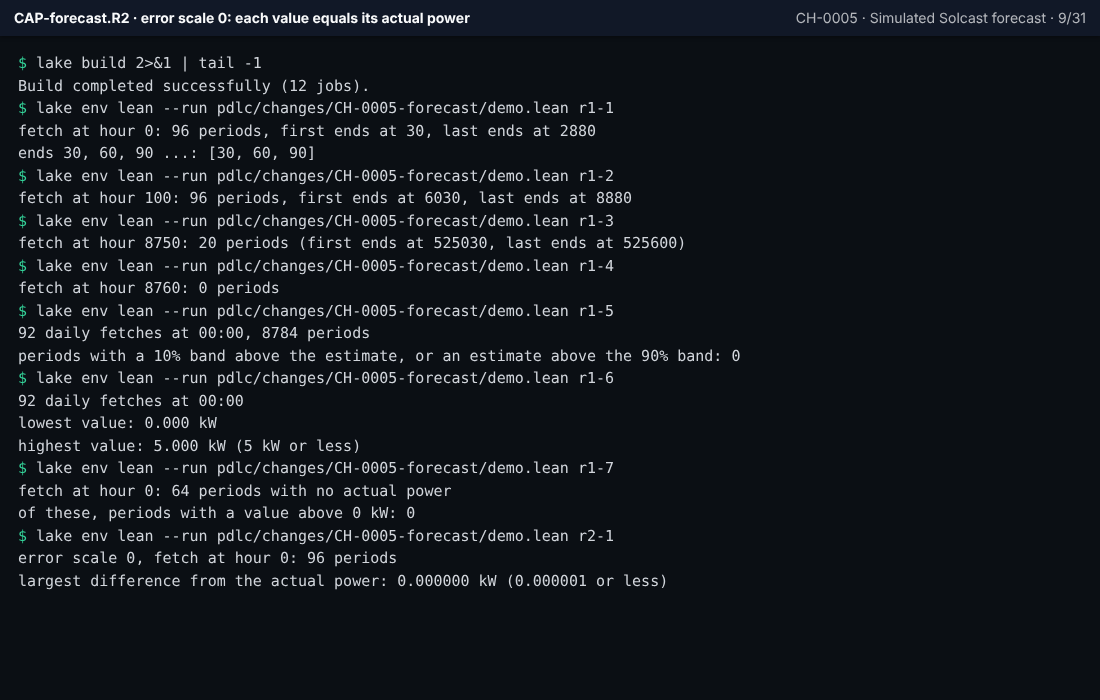 CAP-forecast.R2 · error scale 0: each value equals its actual power
CH-0005 · Simulated Solcast forecast · 9/31
$ lake build 2>&1 | tail -1
Build completed successfully (12 jobs).
$ lake env lean --run pdlc/changes/CH-0005-forecast/demo.lean r1-1
fetch at hour 0: 96 periods, first ends at 30, last ends at 2880
ends 30, 60, 90 ...: [30, 60, 90]
$ lake env lean --run pdlc/changes/CH-0005-forecast/demo.lean r1-2
fetch at hour 100: 96 periods, first ends at 6030, last ends at 8880
$ lake env lean --run pdlc/changes/CH-0005-forecast/demo.lean r1-3
fetch at hour 8750: 20 periods (first ends at 525030, last ends at 525600)
$ lake env lean --run pdlc/changes/CH-0005-forecast/demo.lean r1-4
fetch at hour 8760: 0 periods
$ lake env lean --run pdlc/changes/CH-0005-forecast/demo.lean r1-5
92 daily fetches at 00:00, 8784 periods
periods with a 10% band above the estimate, or an estimate above the 90% band: 0
$ lake env lean --run pdlc/changes/CH-0005-forecast/demo.lean r1-6
92 daily fetches at 00:00
lowest value: 0.000 kW
highest value: 5.000 kW (5 kW or less)
$ lake env lean --run pdlc/changes/CH-0005-forecast/demo.lean r1-7
fetch at hour 0: 64 periods with no actual power
of these, periods with a value above 0 kW: 0
$ lake env lean --run pdlc/changes/CH-0005-forecast/demo.lean r2-1
error scale 0, fetch at hour 0: 96 periods
largest difference from the actual power: 0.000000 kW (0.000001 or less)